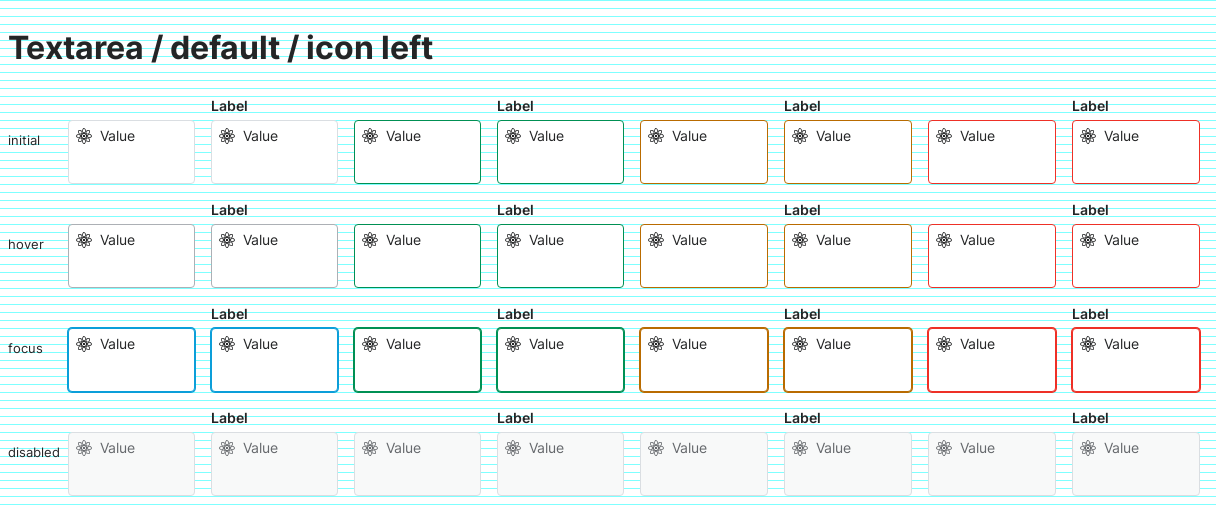 Textarea / default / icon left
Label Label Label Label
initial Value Value Value Value Value Value Value Value
Label Label Label Label
hover Value Value Value Value Value Value Value Value
Label Label Label Label
focus Value Value Value Value Value Value Value Value
Label Label Label Label
disabled Value Value Value Value Value Value Value Value